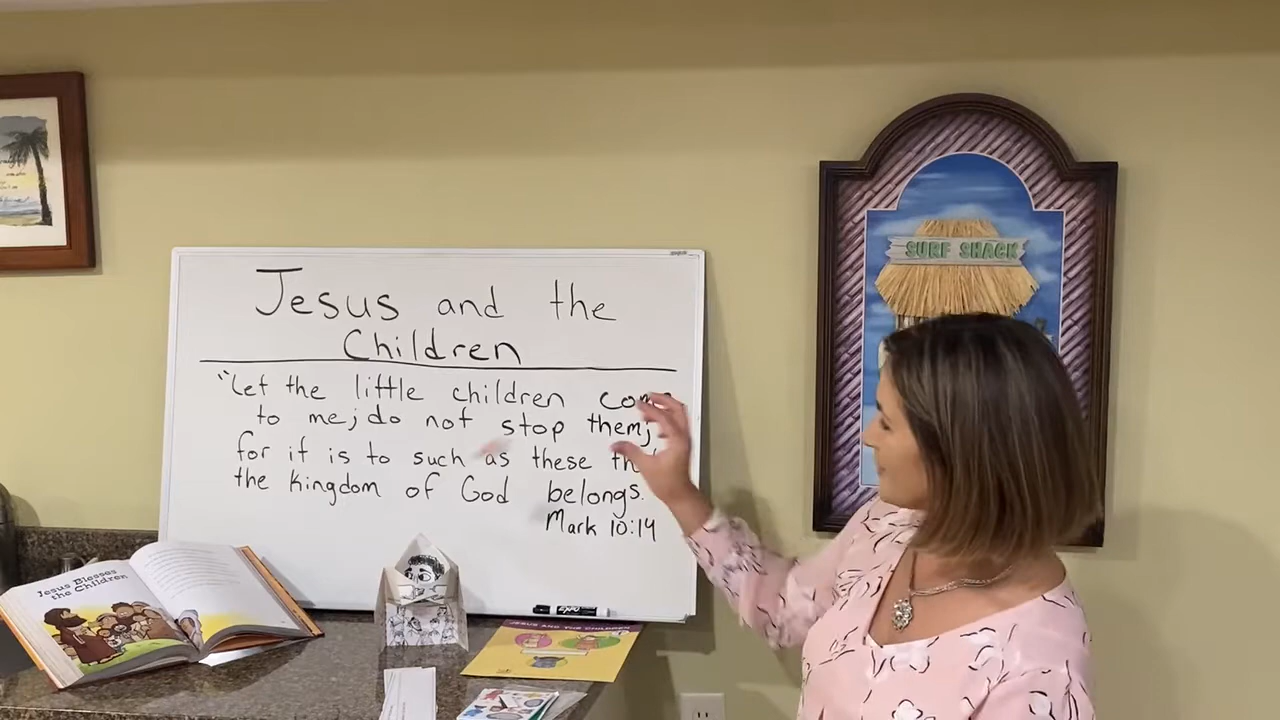 Jesus and the
Children
"Let the little children come
to me; do not stop them;
for it is to such as these that
the kingdom of God belongs.
Mark 10:14
SURF SHACK
Jesus Blesses
the Children
JESUS AND THE CHILDREN